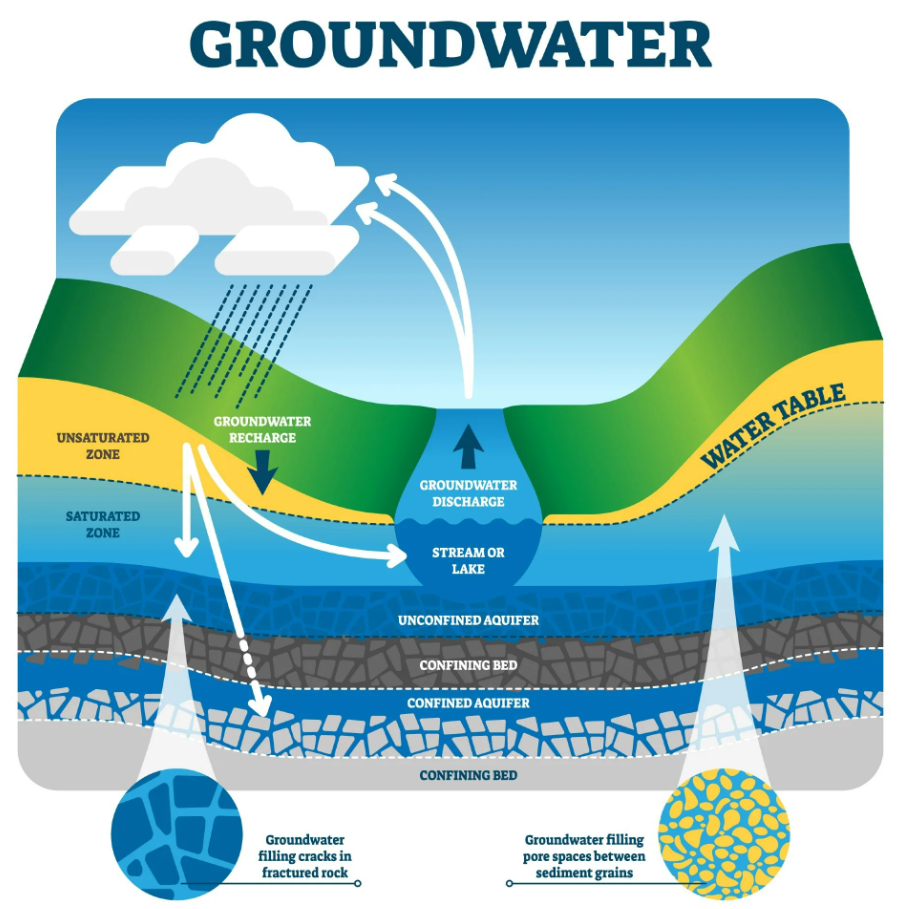 GROUNDWATER
GROUNDWATER
RECHARGE
WATER TABLE
UNSATURATED
ZONE
GROUNDWATER
DISCHARGE
SATURATED
ZONE
STREAM OR
LAKE
UNCONFINED AQUIFER
CONFINING BED
CONFINED AQUIFER
CONFINING BED
Groundwater
filling cracks in
fractured rock
Groundwater filling
pore spaces between
sediment grains